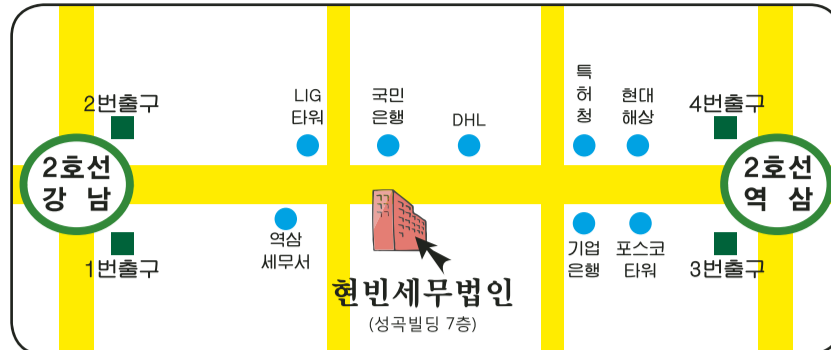 2번출구
LIG
타워
국민
은행
DHL
특
허
청
현대
해상
4번출구
2호선
강 남
2호선
역 삼
1번출구
역삼
세무서
기업
은행
포스코
타워
3번출구
현빈세무법인
(성곡빌딩 7층)